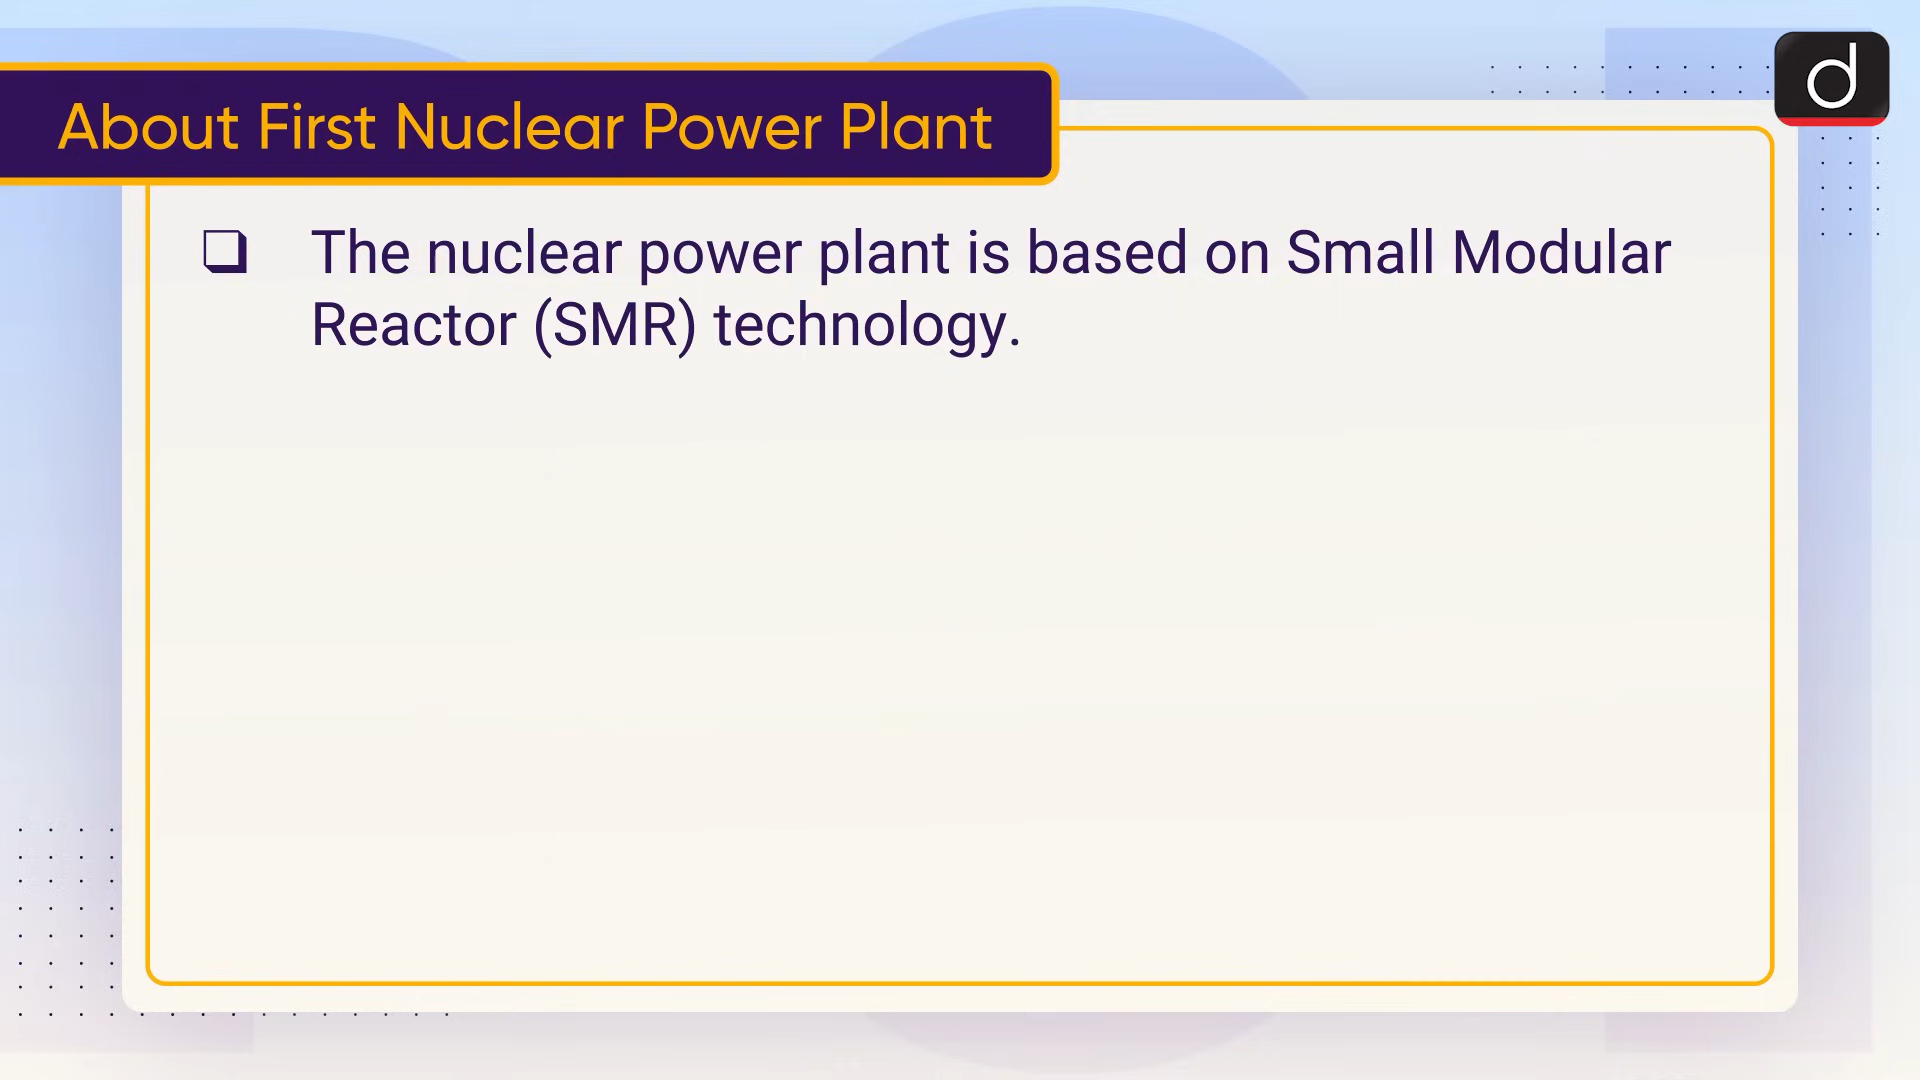 About First Nuclear Power Plant
d
❑ The nuclear power plant is based on Small Modular
Reactor (SMR) technology.